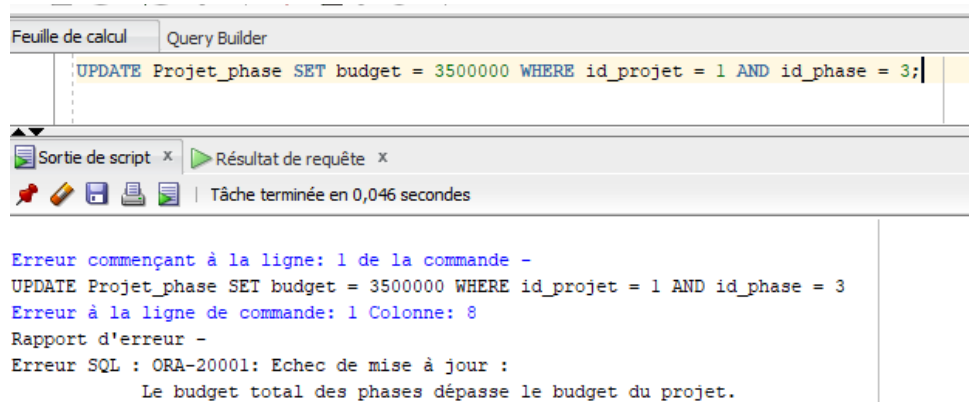 Feuille de calcul Query Builder
UPDATE Projet_phase SET budget = 3500000 WHERE id_projet = 1 AND id_phase = 3;
Sortie de script x Résultat de requête x
Tâche terminée en 0,046 secondes
Erreur commençant à la ligne: 1 de la commande -
UPDATE Projet_phase SET budget = 3500000 WHERE id_projet = 1 AND id_phase = 3
Erreur à la ligne de commande: 1 Colonne: 8
Rapport d'erreur -
Erreur SQL : ORA-20001: Echec de mise à jour :
Le budget total des phases dépasse le budget du projet.